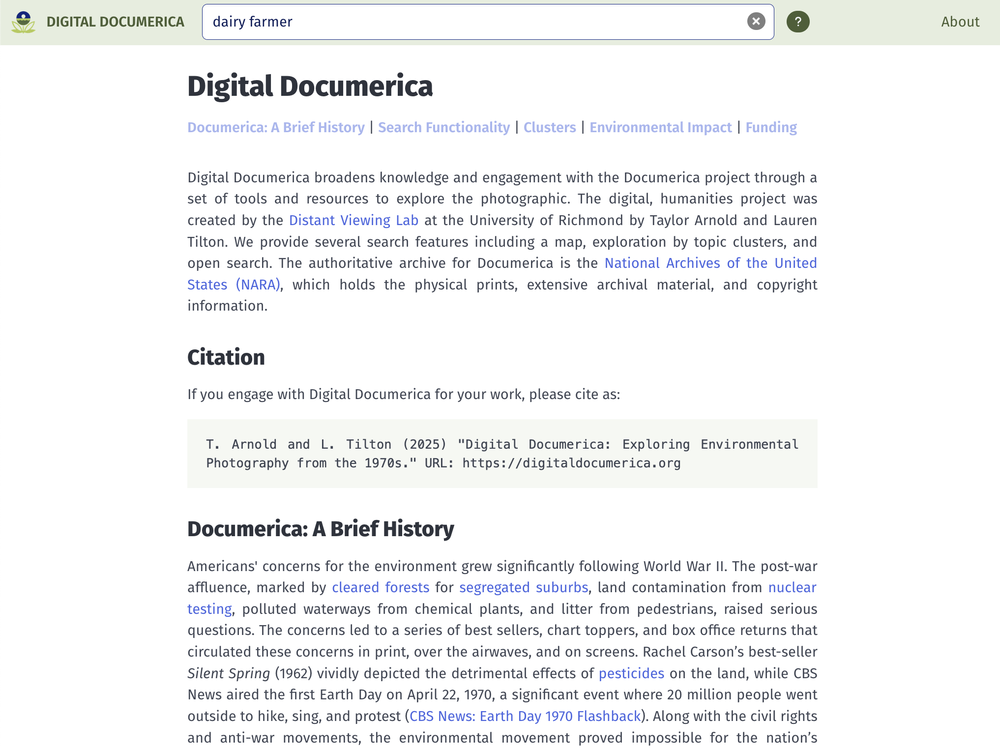 DIGITAL DOCUMERICA
dairy farmer
?
About
Digital Documerica
Documerica: A Brief History | Search Functionality | Clusters | Environmental Impact | Funding
Digital Documerica broadens knowledge and engagement with the Documerica project through a
set of tools and resources to explore the photographic. The digital, humanities project was
created by the Distant Viewing Lab at the University of Richmond by Taylor Arnold and Lauren
Tilton. We provide several search features including a map, exploration by topic clusters, and
open search. The authoritative archive for Documerica is the National Archives of the United
States (NARA), which holds the physical prints, extensive archival material, and copyright
information.
Citation
If you engage with Digital Documerica for your work, please cite as:
T. Arnold and L. Tilton (2025) "Digital Documerica: Exploring Environmental
Photography from the 1970s." URL: https://digitaldocumerica.org
Documerica: A Brief History
Americans' concerns for the environment grew significantly following World War II. The post-war
affluence, marked by cleared forests for segregated suburbs, land contamination from nuclear
testing, polluted waterways from chemical plants, and litter from pedestrians, raised serious
questions. The concerns led to a series of best sellers, chart toppers, and box office returns that
circulated these concerns in print, over the airwaves, and on screens. Rachel Carson’s best-seller
Silent Spring (1962) vividly depicted the detrimental effects of pesticides on the land, while CBS
News aired the first Earth Day on April 22, 1970, a significant event where 20 million people went
outside to hike, sing, and protest (CBS News: Earth Day 1970 Flashback). Along with the civil rights
and anti-war movements, the environmental movement proved impossible for the nation’s